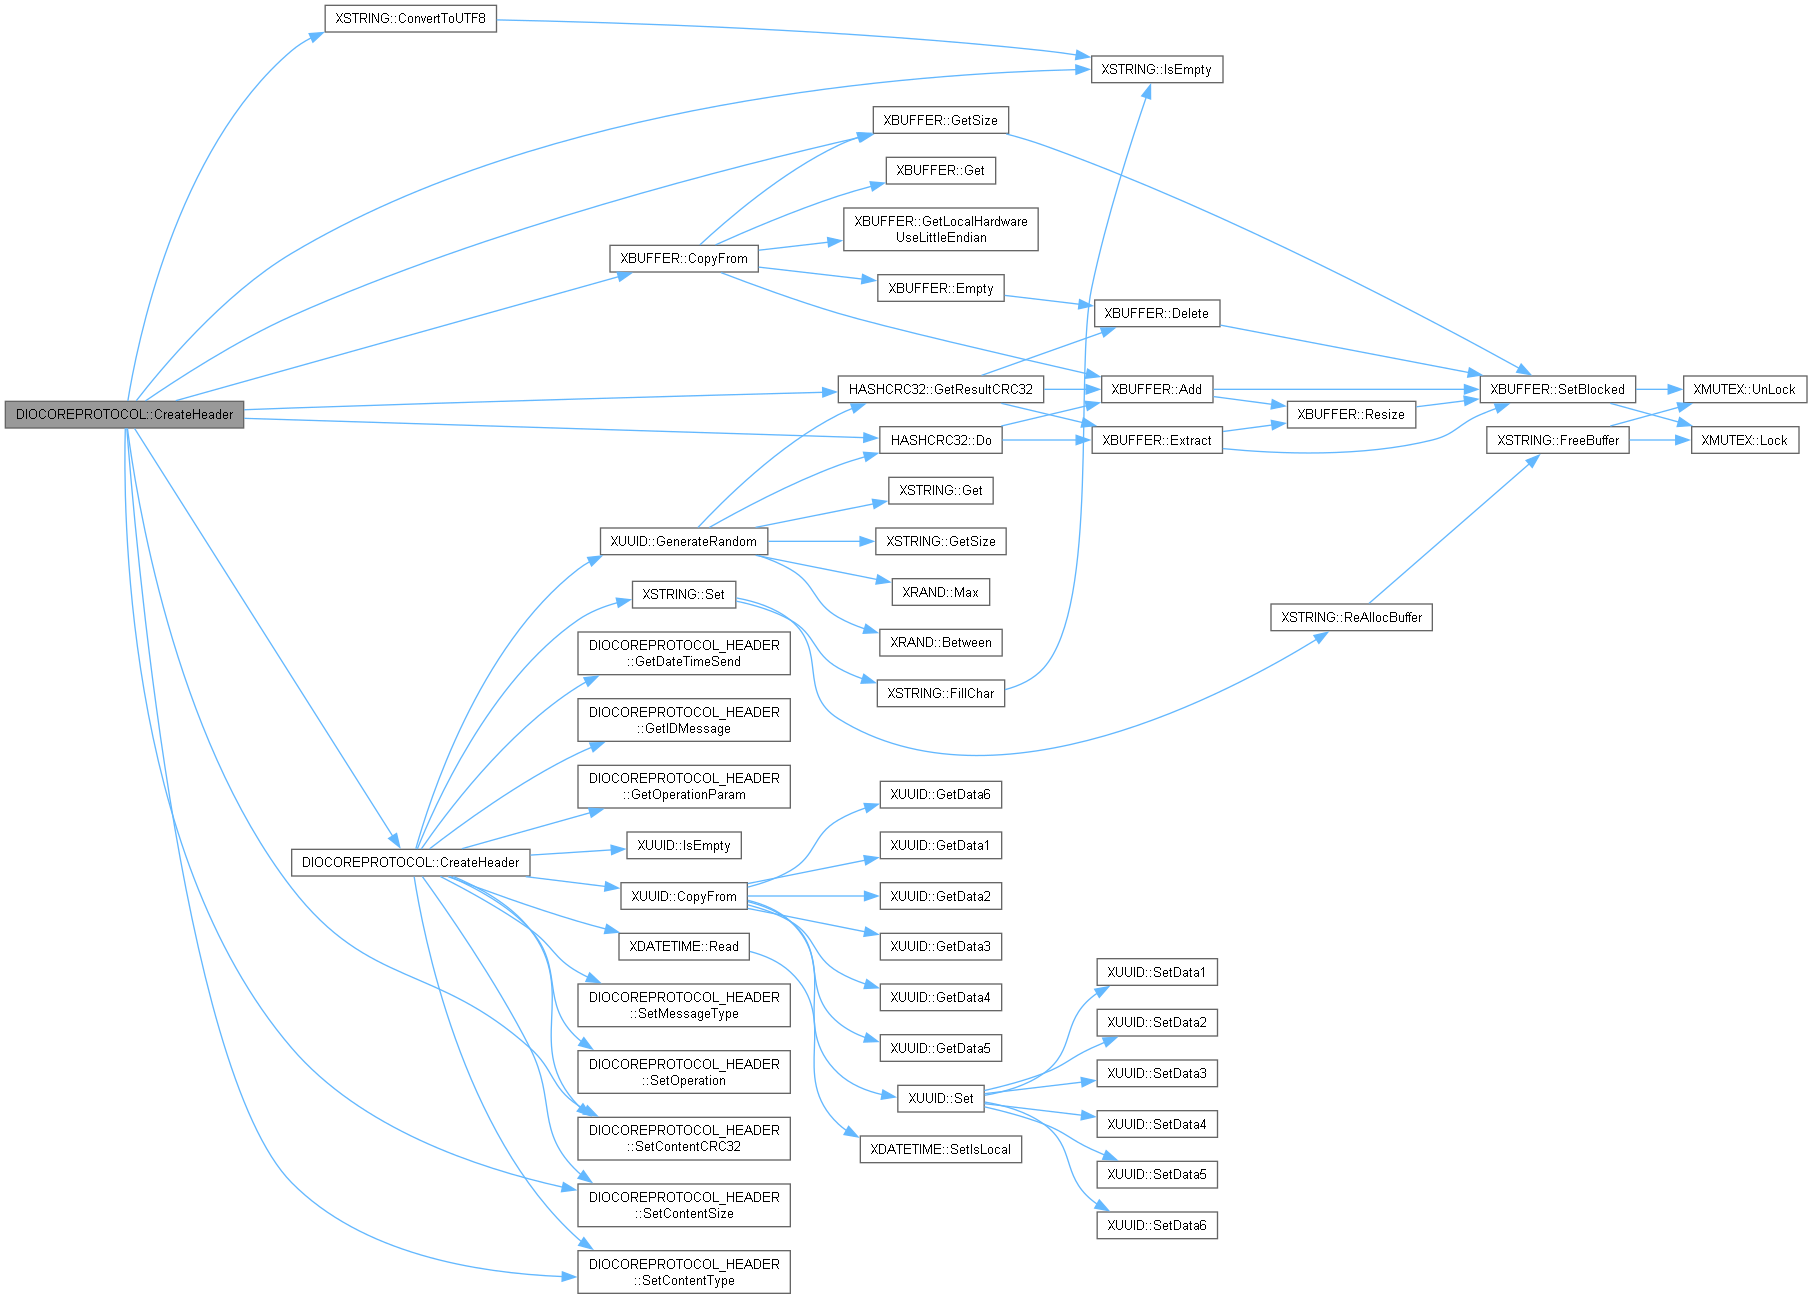 XSTRING::ConvertToUTF8
XSTRING::IsEmpty
XBUFFER::GetSize
XBUFFER::Get
XBUFFER::GetLocalHardware
UseLittleEndian
XBUFFER::CopyFrom
XBUFFER::Empty
XBUFFER::Delete
HASHCRC32::GetResultCRC32
XBUFFER::Add
XBUFFER::SetBlocked
XMUTEX::UnLock
DIOCOREPROTOCOL::CreateHeader
XBUFFER::Resize
HASHCRC32::Do
XBUFFER::Extract
XSTRING::FreeBuffer
XMUTEX::Lock
XSTRING::Get
XUUID::GenerateRandom
XSTRING::GetSize
XRAND::Max
XSTRING::Set
XSTRING::ReAllocBuffer
XRAND::Between
DIOCOREPROTOCOL_HEADER
::GetDateTimeSend
XSTRING::FillChar
DIOCOREPROTOCOL_HEADER
::GetIDMessage
DIOCOREPROTOCOL_HEADER
::GetOperationParam
XUUID::GetData6
XUUID::IsEmpty
XUUID::GetData1
DIOCOREPROTOCOL::CreateHeader
XUUID::CopyFrom
XUUID::GetData2
XDATETIME::Read
XUUID::GetData3
XUUID::SetData1
DIOCOREPROTOCOL_HEADER
::SetMessageType
XUUID::GetData4
XUUID::SetData2
XUUID::GetData5
DIOCOREPROTOCOL_HEADER
::SetOperation
XUUID::SetData3
XUUID::Set
XUUID::SetData4
DIOCOREPROTOCOL_HEADER
::SetContentCRC32
XDATETIME::SetIsLocal
XUUID::SetData5
DIOCOREPROTOCOL_HEADER
::SetContentSize
XUUID::SetData6
DIOCOREPROTOCOL_HEADER
::SetContentType